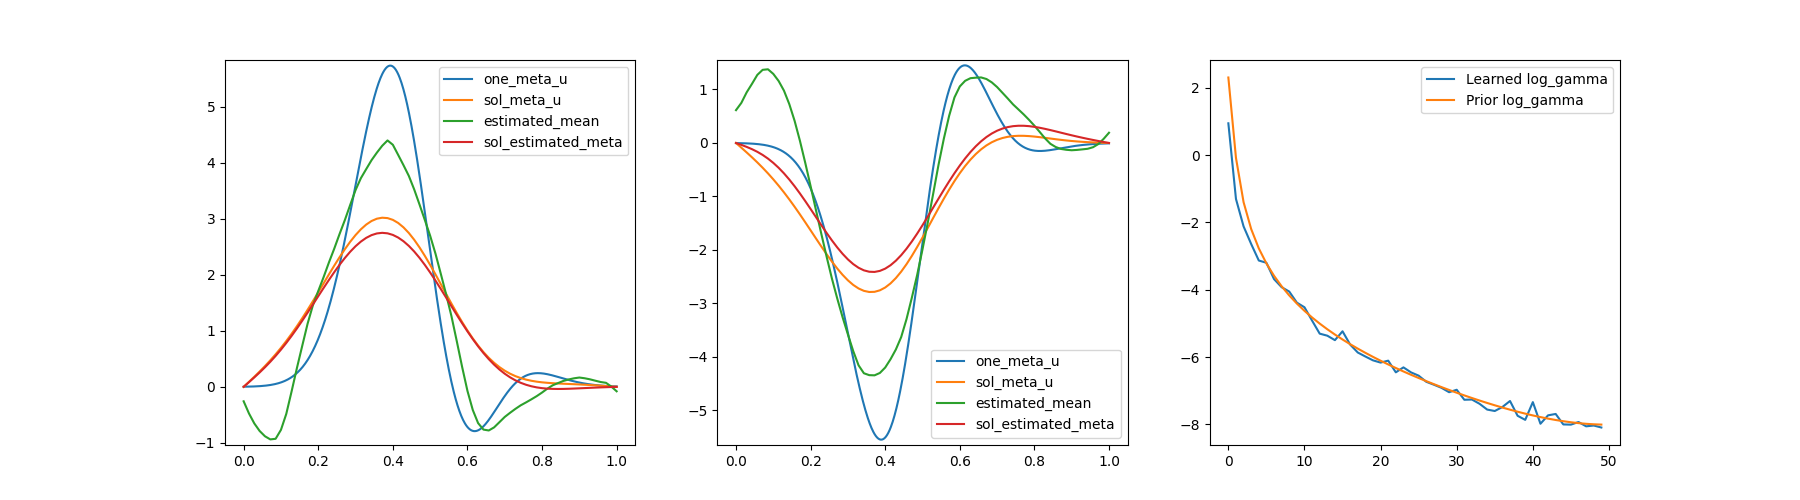 one_meta_u
sol_meta_u
estimated_mean
sol_estimated_meta
5
4
3
2
1
0
−1
0.0 0.2 0.4 0.6 0.8 1.0
1
0
−1
−2
−3
−4
−5
one_meta_u
sol_meta_u
estimated_mean
sol_estimated_meta
0.0 0.2 0.4 0.6 0.8 1.0
Learned log_gamma
Prior log_gamma
2
0
−2
−4
−6
−8
0 10 20 30 40 50